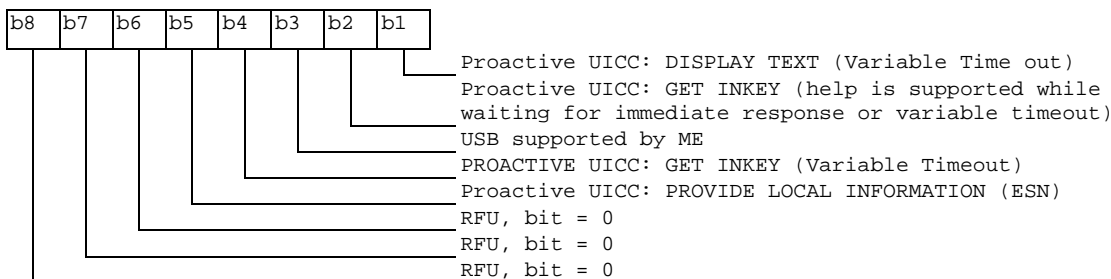 b8 b7 b6 b5 b4 b3 b2 b1
Proactive UICC: DISPLAY TEXT (Variable Time out)
Proactive UICC: GET INKEY (help is supported while
waiting for immediate response or variable timeout)
USB supported by ME
PROACTIVE UICC: GET INKEY (Variable Timeout)
Proactive UICC: PROVIDE LOCAL INFORMATION (ESN)
RFU, bit = 0
RFU, bit = 0
RFU, bit = 0